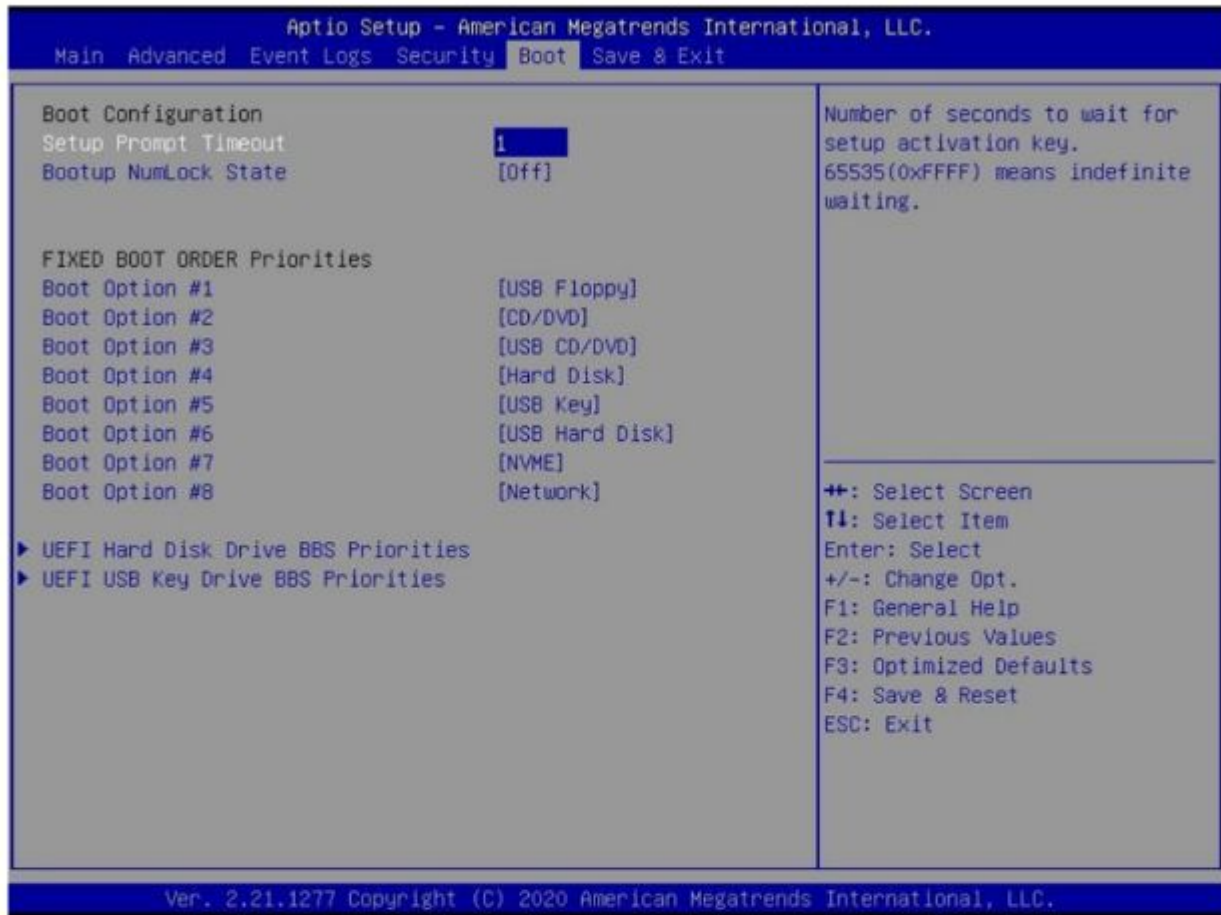 Aptio Setup – American Megatrends International, LLC.
Main Advanced Event Logs Security Boot Save & Exit
Boot Configuration
Setup Prompt Timeout 1
Bootup NumLock State [Off]
FIXED BOOT ORDER Priorities
Boot Option #1 [USB Floppy]
Boot Option #2 [CD/DVD]
Boot Option #3 [USB CD/DVD]
Boot Option #4 [Hard Disk]
Boot Option #5 [USB Key]
Boot Option #6 [USB Hard Disk]
Boot Option #7 [NVME]
Boot Option #8 [Network]
▶ UEFI Hard Disk Drive BBS Priorities
▶ UEFI USB Key Drive BBS Priorities
Number of seconds to wait for
setup activation key.
65535(0xFFFF) means indefinite
waiting.
→←: Select Screen
↑↓: Select Item
Enter: Select
+/-: Change Opt.
F1: General Help
F2: Previous Values
F3: Optimized Defaults
F4: Save & Reset
ESC: Exit
Ver. 2.21.1277 Copyright (C) 2020 American Megatrends International, LLC.